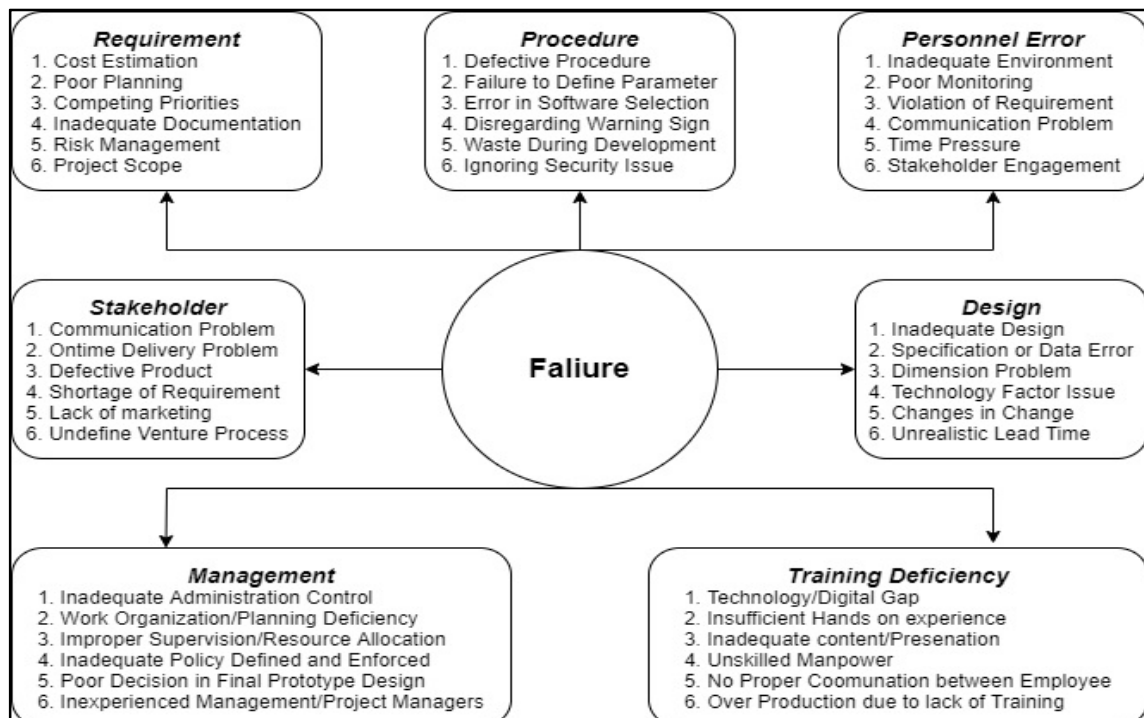 Requirement
1. Cost Estimation
2. Poor Planning
3. Competing Priorities
4. Inadequate Documentation
5. Risk Management
6. Project Scope
Procedure
1. Defective Procedure
2. Failure to Define Parameter
3. Error in Software Selection
4. Disregarding Warning Sign
5. Waste During Development
6. Ignoring Security Issue
Personnel Error
1. Inadequate Environment
2. Poor Monitoring
3. Violation of Requirement
4. Communication Problem
5. Time Pressure
6. Stakeholder Engagement
Stakeholder
1. Communication Problem
2. Ontime Delivery Problem
3. Defective Product
4. Shortage of Requirement
5. Lack of marketing
6. Undefine Venture Process
Faliure
Design
1. Inadequate Design
2. Specification or Data Error
3. Dimension Problem
4. Technology Factor Issue
5. Changes in Change
6. Unrealistic Lead Time
Management
1. Inadequate Administration Control
2. Work Organization/Planning Deficiency
3. Improper Supervision/Resource Allocation
4. Inadequate Policy Defined and Enforced
5. Poor Decision in Final Prototype Design
6. Inexperienced Management/Project Managers
Training Deficiency
1. Technology/Digital Gap
2. Insufficient Hands on experience
3. Inadequate content/Presenation
4. Unskilled Manpower
5. No Proper Coomunation between Employee
6. Over Production due to lack of Training